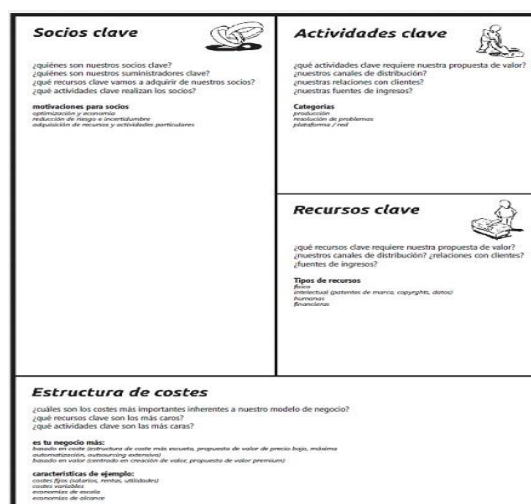 Socios clave
¿quiénes son nuestros socios clave?
¿quiénes son nuestros suministradores clave?
¿qué recursos clave vamos a adquirir de nuestros socios?
¿qué actividades clave realizan los socios?
motivaciones para socios
optimización y economía
reducción de riesgo e incertidumbre
adquisición de recursos y actividades particulares
Actividades clave
¿qué actividades clave requiere nuestra propuesta de valor?
¿nuestros canales de distribución?
¿nuestras relaciones con clientes?
¿nuestras fuentes de ingresos?
Categorías
producción
resolución de problemas
plataforma / red
Recursos clave
¿qué recursos clave requiere nuestra propuesta de valor?
¿nuestros canales de distribución? ¿relaciones con clientes?
¿fuentes de ingresos?
Tipos de recursos
físico
intelectual (patentes de marca, copyrghts, datos)
humanas
financieras
Estructura de costes
¿cuáles son los costes más importantes inherentes a nuestro modelo de negocio?
¿qué recursos clave son los más caros?
¿qué actividades clave son las más caras?
es tu negocio más:
basado en coste (estructura de coste más escueta, propuesta de valor de precio bajo, máxima
automatización, outsourcing extensivo)
basado en valor (centrado en creación de valor, propuesta de valor premium)
características de ejemplo:
costes fijos (salarios, rentas, utilidades)
costes variables
economías de escala
economías de alcance